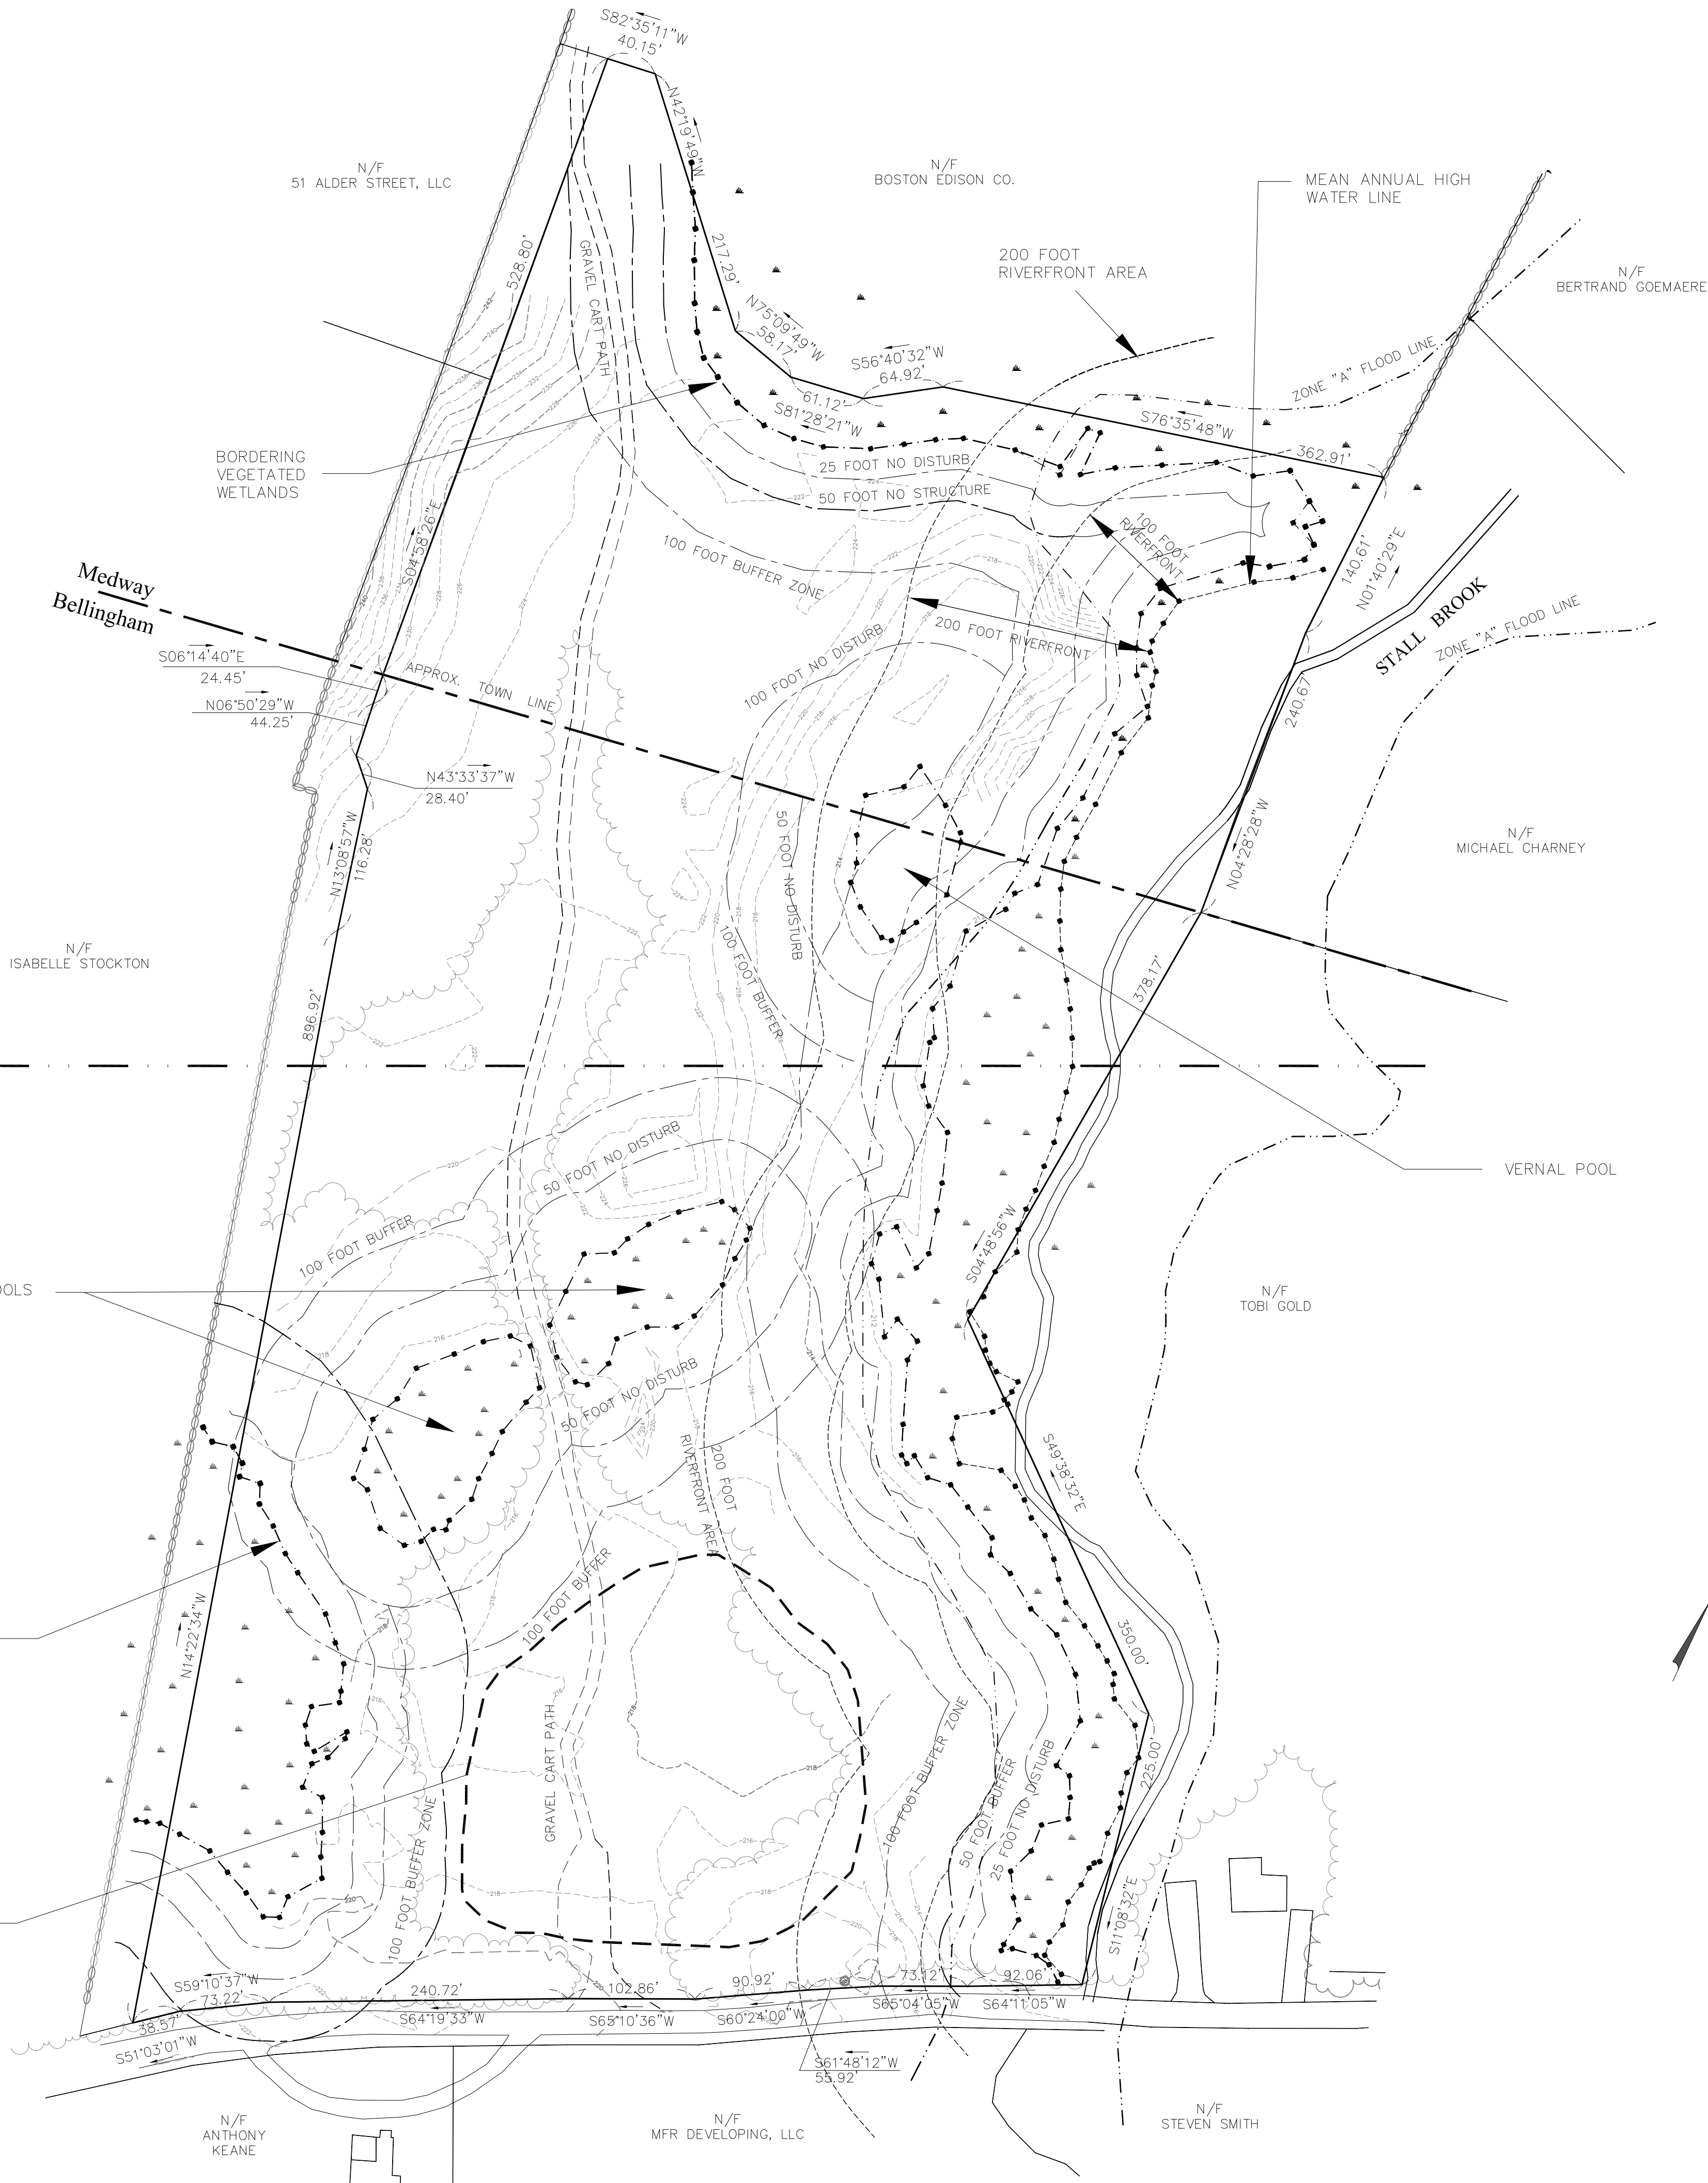 S82°35'11"W
40.15'
N42°19'49"W
N/F
51 ALDER STREET, LLC
N/F
BOSTON EDISON CO.
MEAN ANNUAL HIGH
WATER LINE
528.80'
GRAVEL CART PATH
217.29'
200 FOOT
RIVERFRONT AREA
N/F
BERTRAND GOEMAERE
N75°09'49"W
58.17'
S56°40'32"W
64.92'
ZONE "A" FLOOD LINE
61.12'
S81°28'21"W
S76°35'48"W
362.91'
BORDERING
VEGETATED
WETLANDS
25 FOOT NO DISTURB
50 FOOT NO STRUCTURE
100 FOOT BUFFER ZONE
100 FOOT
RIVERFRONT
S04°58'26"E
140.61'
N01°40'29"E
STALL BROOK
ZONE "A" FLOOD LINE
Medway
Bellingham
200 FOOT RIVERFRONT
100 FOOT NO DISTURB
S06°14'40"E
24.45'
APPROX. TOWN LINE
N06°50'29"W
44.25'
240.67'
N43°33'37"W
28.40'
N13°08'57"W
116.28'
50 FOOT NO DISTURB
N04°28'28"W
N/F
MICHAEL CHARNEY
N/F
ISABELLE STOCKTON
100 FOOT BUFFER
896.92'
378.17'
50 FOOT NO DISTURB
VERNAL POOL
100 FOOT BUFFER
S04°48'56"W
OOLS
N/F
TOBI GOLD
50 FOOT NO DISTURB
200 FOOT
RIVERFRONT AREA
S49°38'32"E
100 FOOT BUFFER
N14°22'34"W
350.00'
GRAVEL CART PATH
100 FOOT BUFFER ZONE
225.00'
100 FOOT BUFFER ZONE
50 FOOT BUFFER
25 FOOT NO DISTURB
S11°08'32"E
S59°10'37"W
73.22'
240.72'
102.86'
90.92'
73.12'
92.06'
38.57'
S51°03'01"W
S64°19'33"W
S65°10'36"W
S60°24'00"W
S65°04'05"W
S64°11'05"W
S61°48'12"W
55.92'
N/F
ANTHONY
KEANE
N/F
MFR DEVELOPING, LLC
N/F
STEVEN SMITH